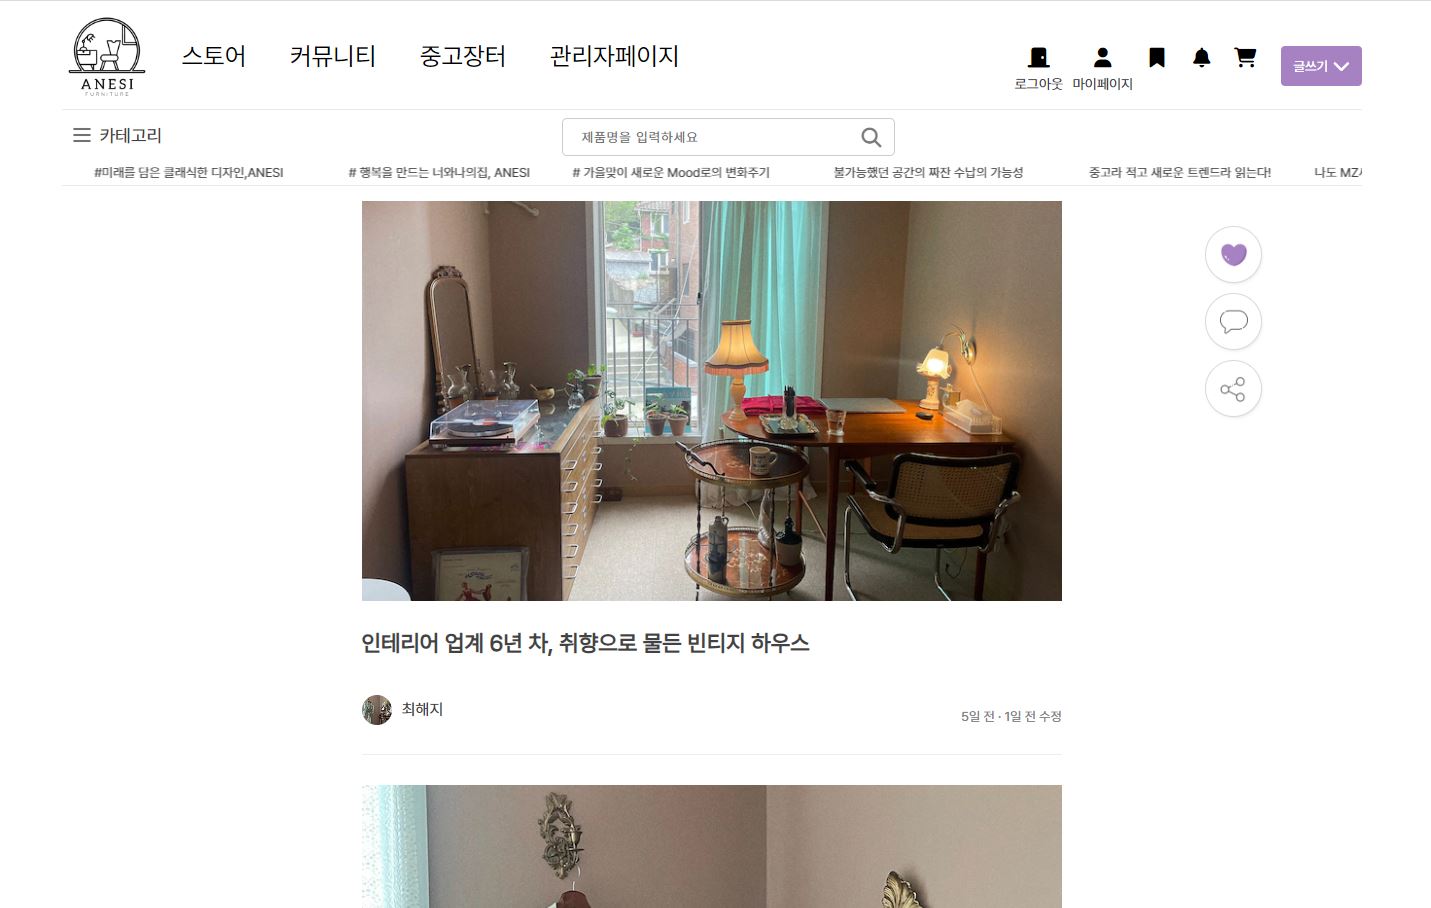 ANESI
FURNITURE
스토어 커뮤니티 중고장터 관리자페이지
로그아웃 마이페이지
글쓰기
카테고리
제품명을 입력하세요
#미래를 담은 클래식한 디자인,ANESI # 행복을 만드는 너와나의집, ANESI # 가을맞이 새로운 Mood로의 변화주기 불가능했던 공간의 짜잔 수납의 가능성 중고라 적고 새로운 트렌드라 읽는다! 나도 MZ
인테리어 업계 6년 차, 취향으로 물든 빈티지 하우스
최해지
5일 전 · 1일 전 수정